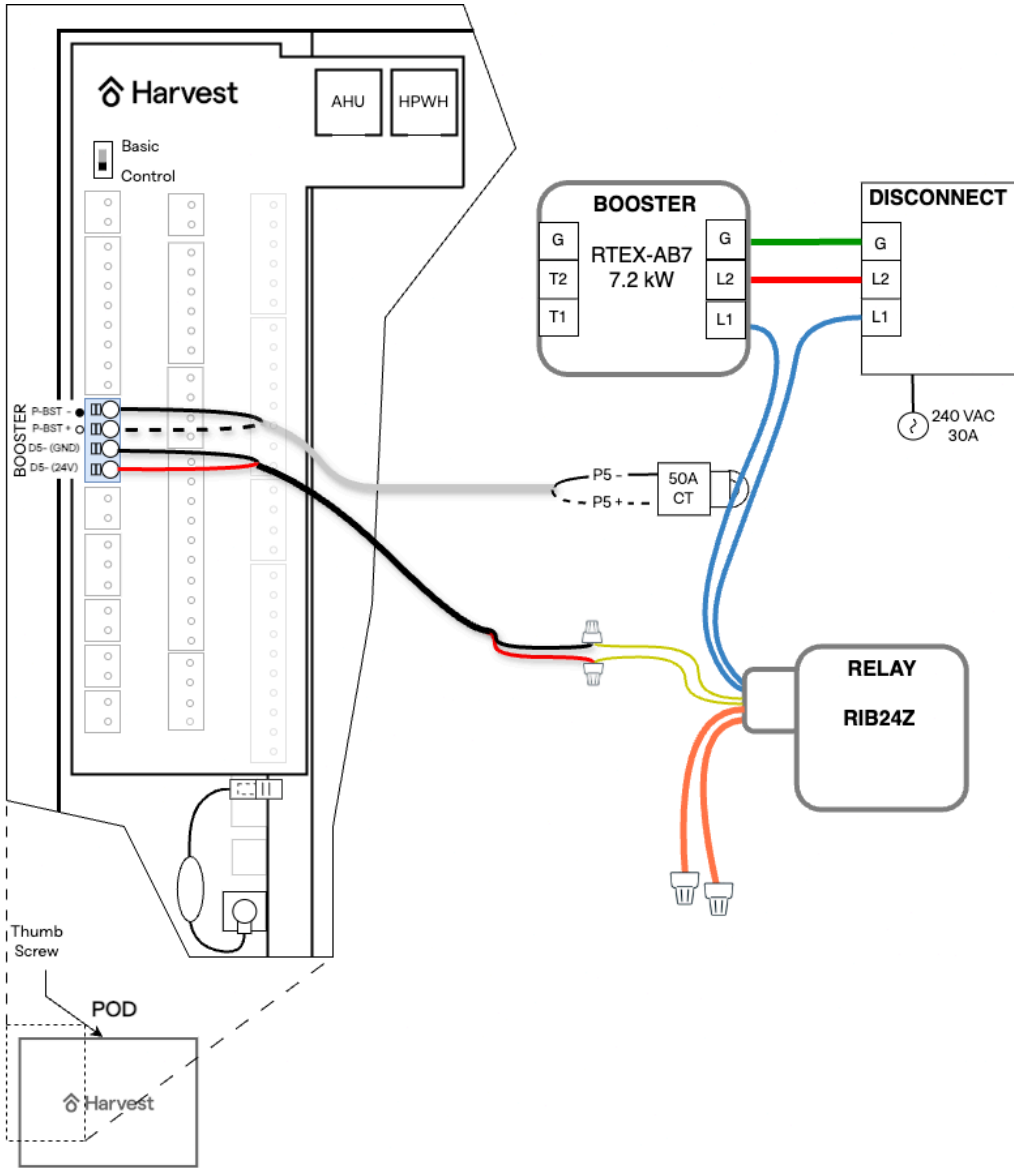 Harvest
AHU
HPWH
Basic
Control
BOOSTER
P-BST -
P-BST +
D5- (GND)
D5- (24V)
BOOSTER
RTEX-AB7
7.2 kW
G
T2
T1
G
L2
L1
DISCONNECT
G
L2
L1
240 VAC
30A
P5 -
P5 +
50A
CT
RELAY
RIB24Z
Thumb
Screw
POD
Harvest